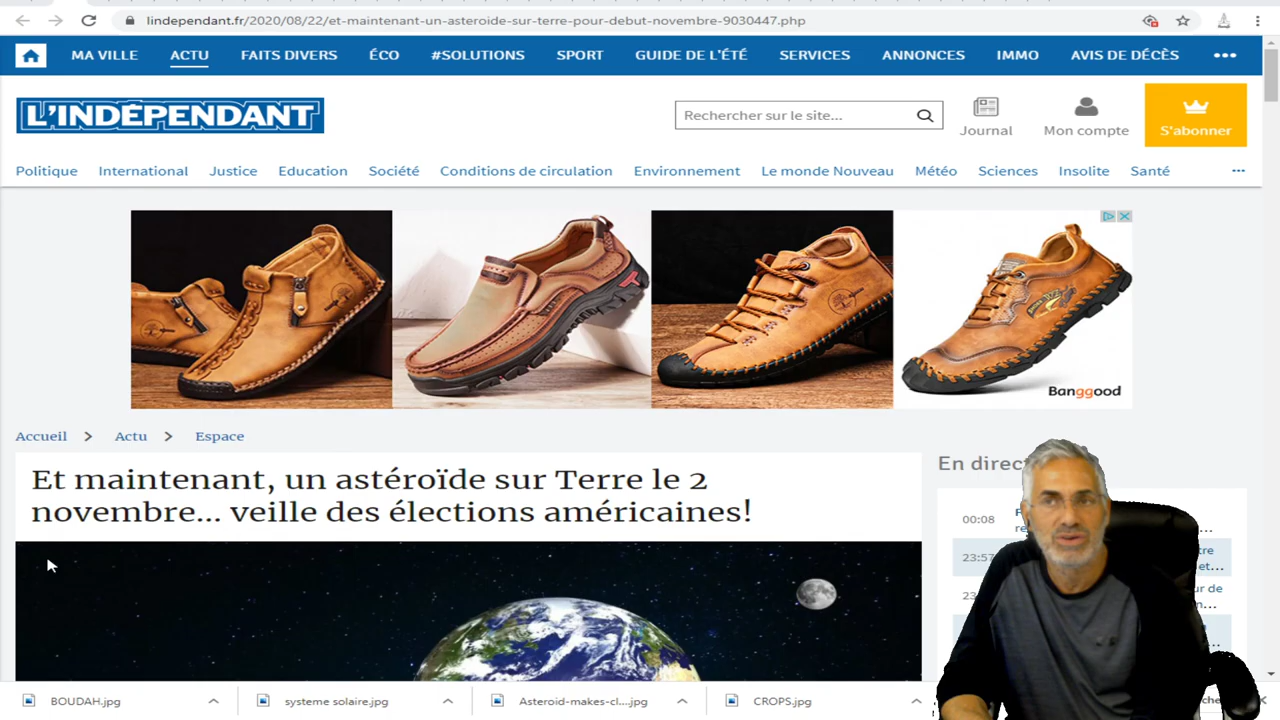 lindependant.fr/2020/08/22/et-maintenant-un-asteroide-sur-terre-pour-debut-novembre-9030447.php
MA VILLE ACTU FAITS DIVERS ÉCO #SOLUTIONS SPORT GUIDE DE L'ÉTÉ SERVICES ANNONCES IMMO AVIS DE DÉCÈS •••
L'INDÉPENDANT
Rechercher sur le site...
Journal Mon compte S'abonner
Politique International Justice Education Société Conditions de circulation Environnement Le monde Nouveau Météo Sciences Insolite Santé ···
Banggood
Accueil > Actu > Espace
Et maintenant, un astéroïde sur Terre le 2
novembre... veille des élections américaines!
En direct
00:08
23:57
BOUDAH.jpg systeme solaire.jpg Asteroid-makes-cl....jpg CROPS.jpg